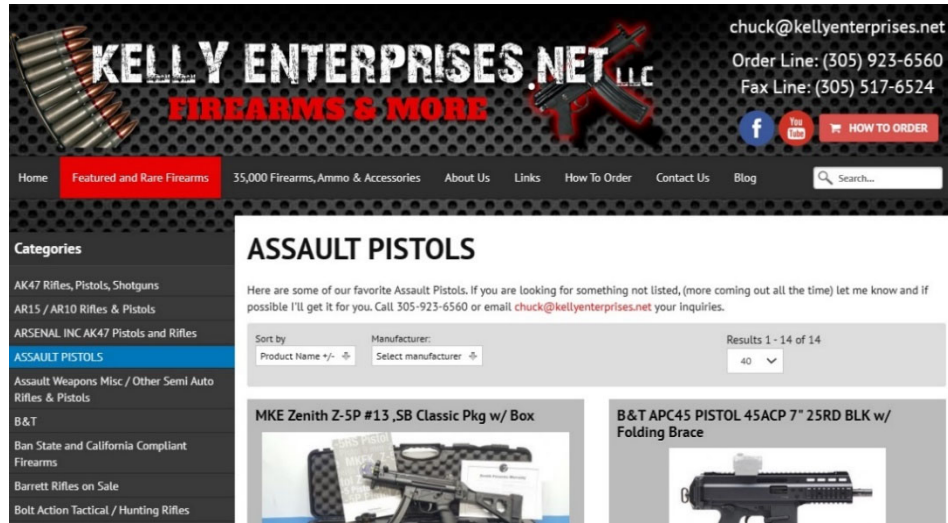 KELLY ENTERPRISES.NET LLC
FIREARMS & MORE
chuck@kellyenterprises.net
Order Line: (305) 923-6560
Fax Line: (305) 517-6524
f
You Tube
HOW TO ORDER
Home Featured and Rare Firearms 35,000 Firearms, Ammo & Accessories About Us Links How To Order Contact Us Blog Search...
Categories
AK47 Rifles, Pistols, Shotguns
AR15 / AR10 Rifles & Pistols
ARSENAL INC AK47 Pistols and Rifles
ASSAULT PISTOLS
Assault Weapons Misc / Other Semi Auto
Rifles & Pistols
B&T
Ban State and California Compliant
Firearms
Barrett Rifles on Sale
Bolt Action Tactical / Hunting Rifles
ASSAULT PISTOLS
Here are some of our favorite Assault Pistols. If you are looking for something not listed, (more coming out all the time) let me know and if
possible I'll get it for you. Call 305-923-6560 or email chuck@kellyenterprises.net your inquiries.
Sort by
Product Name +/-
Manufacturer:
Select manufacturer
Results 1 - 14 of 14
40
MKE Zenith Z-5P #13 ,SB Classic Pkg w/ Box
B&T APC45 PISTOL 45ACP 7" 25RD BLK w/
Folding Brace